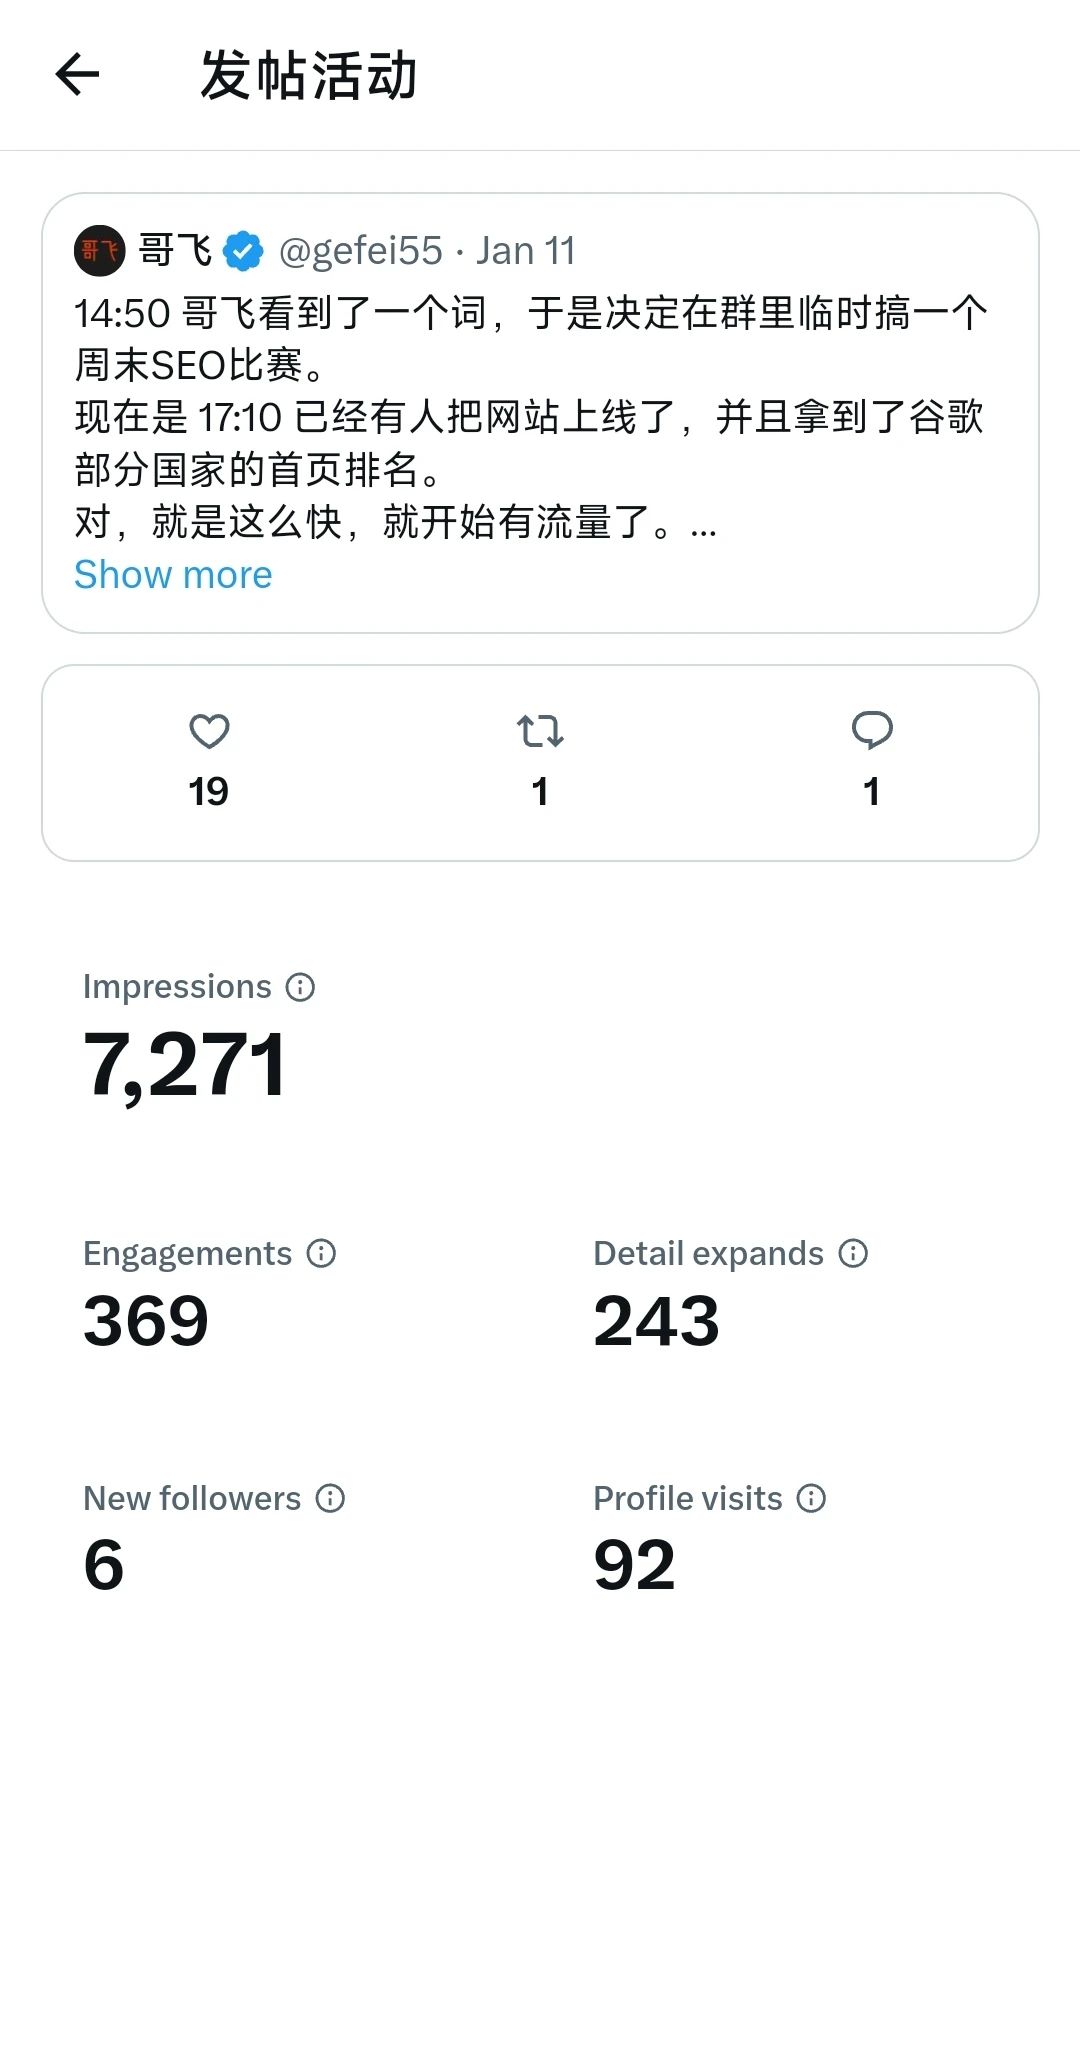 发帖活动
哥飞 哥飞 @gefei55 · Jan 11
14:50 哥飞看到了一个词，于是决定在群里临时搞一个
周末SEO比赛。
现在是 17:10 已经有人把网站上线了，并且拿到了谷歌
部分国家的首页排名。
对，就是这么快，就开始有流量了。...
Show more
19 1 1
Impressions
7,271
Engagements Detail expands
369 243
New followers Profile visits
6 92